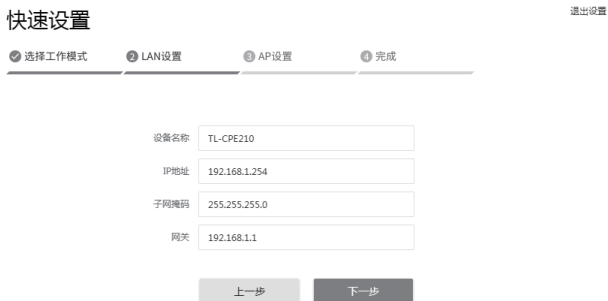 快速设置
退出设置
选择工作模式 2 LAN设置 3 AP设置 4 完成
设备名称 TL-CPE210
IP地址 192.168.1.254
子网掩码 255.255.255.0
网关 192.168.1.1
上一步 下一步